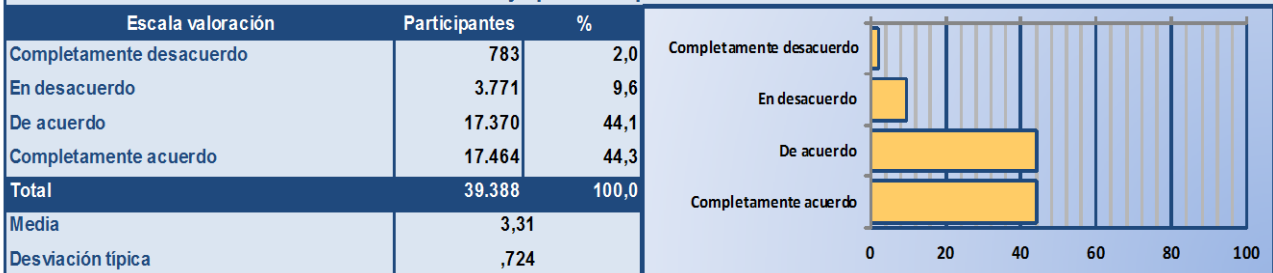 Escala valoración Participantes %
Completamente desacuerdo 783 2,0
En desacuerdo 3.771 9,6
De acuerdo 17.370 44,1
Completamente acuerdo 17.464 44,3
Total 39.388 100,0
Media 3,31
Desviación típica ,724
Completamente desacuerdo
En desacuerdo
De acuerdo
Completamente acuerdo
0 20 40 60 80 100